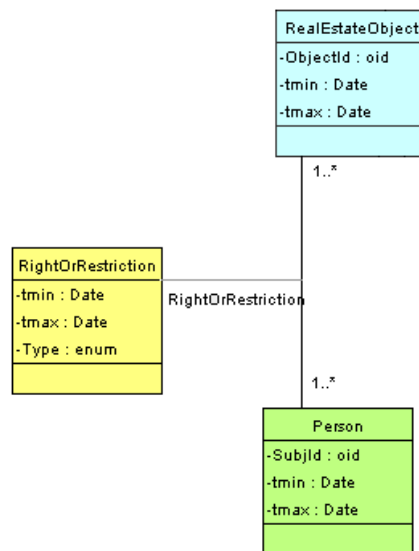 RealEstateObject
-ObjectId : oid
-tmin : Date
-tmax : Date
1..*
RightOrRestriction
-tmin : Date
-tmax : Date
-Type : enum
RightOrRestriction
1..*
Person
-SubjId : oid
-tmin : Date
-tmax : Date